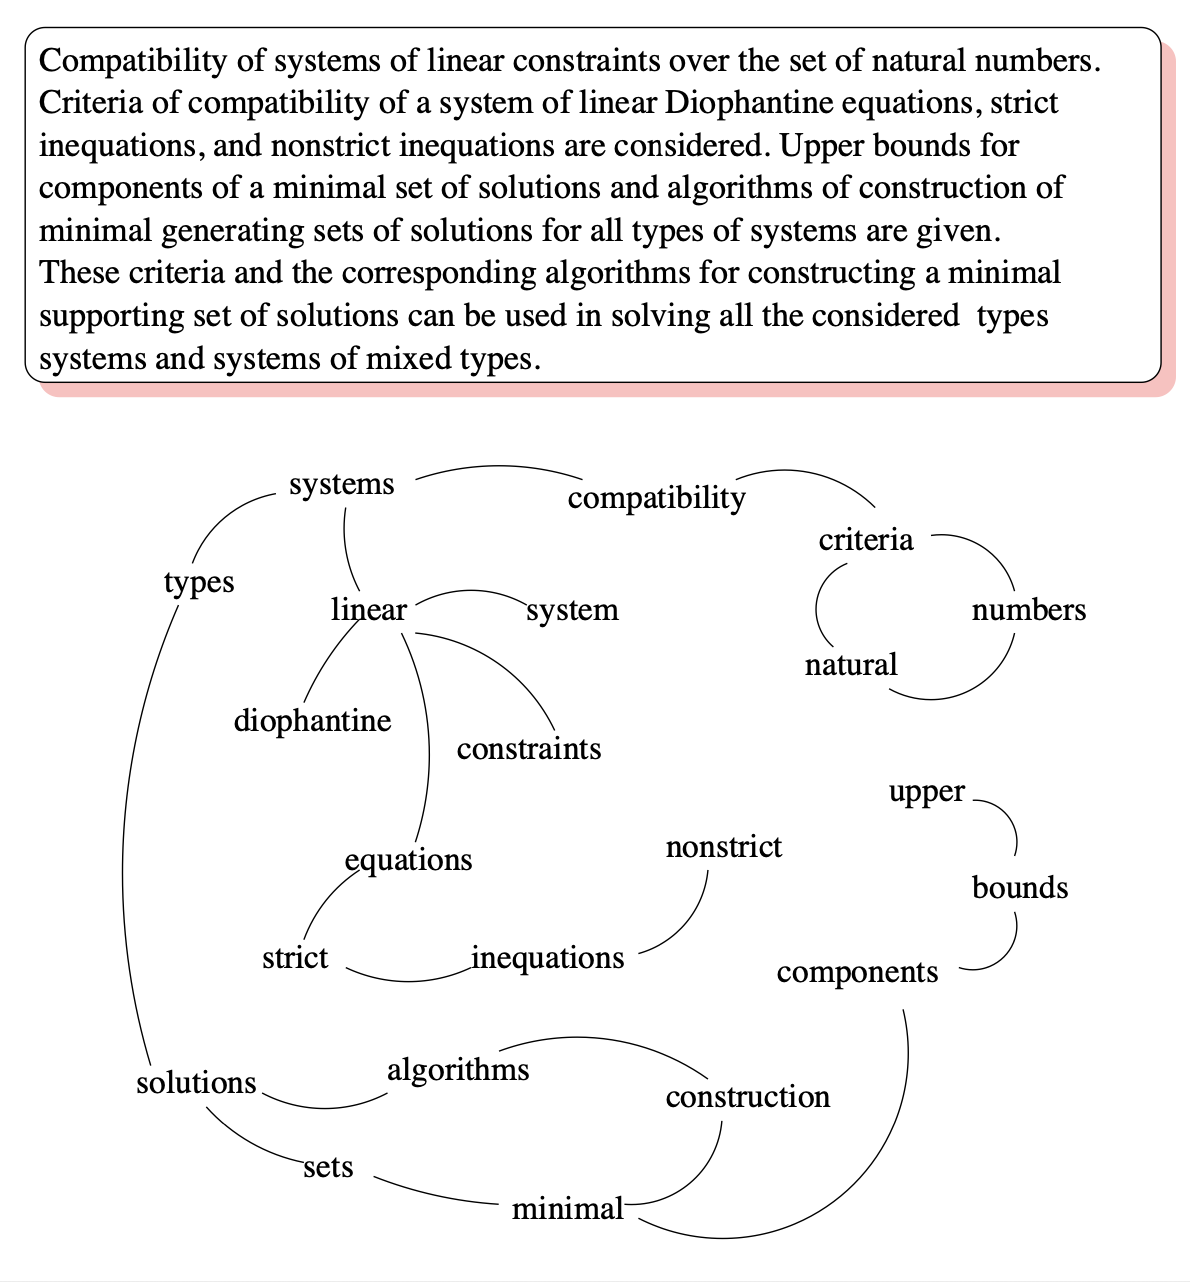 Compatibility of systems of linear constraints over the set of natural numbers.
Criteria of compatibility of a system of linear Diophantine equations, strict
inequations, and nonstrict inequations are considered. Upper bounds for
components of a minimal set of solutions and algorithms of construction of
minimal generating sets of solutions for all types of systems are given.
These criteria and the corresponding algorithms for constructing a minimal
supporting set of solutions can be used in solving all the considered types
systems and systems of mixed types.
systems
compatibility
criteria
types
linear
system
numbers
natural
diophantine
constraints
upper
nonstrict
equations
bounds
strict
inequations
components
algorithms
solutions
construction
sets
minimal